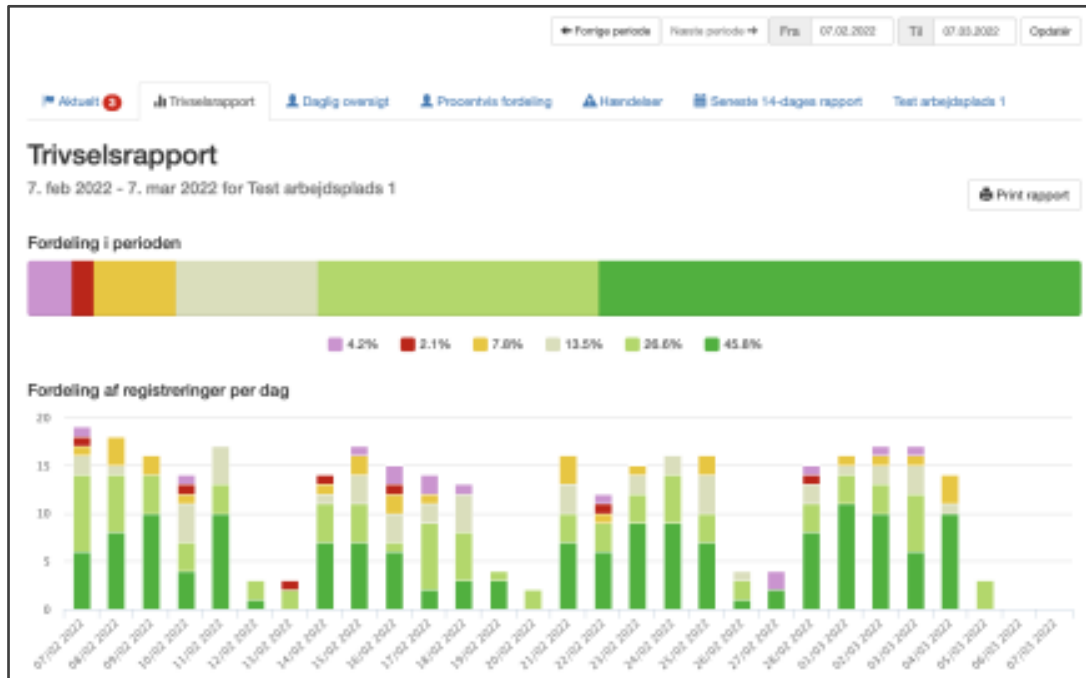 Forrige periode Næste periode Fra 07.02.2022 Til 07.03.2022 Opdatér
Aktuelt 3 Trivselsrapport Daglig oversigt Procentvis fordeling Hændelser Seneste 14-dages rapport Test arbejdsplads 1
Trivselsrapport
7. feb 2022 - 7. mar 2022 for Test arbejdsplads 1
Print rapport
Fordeling i perioden
4.2% 2.1% 7.8% 13.5% 26.6% 45.8%
Fordeling af registreringer per dag
20
15
10
5
0
07/02 2022 08/02 2022 09/02 2022 10/02 2022 11/02 2022 12/02 2022 13/02 2022 14/02 2022 15/02 2022 16/02 2022 17/02 2022 18/02 2022 19/02 2022 20/02 2022 21/02 2022 22/02 2022 23/02 2022 24/02 2022 25/02 2022 26/02 2022 27/02 2022 28/02 2022 01/03 2022 02/03 2022 03/03 2022 04/03 2022 05/03 2022 06/03 2022 07/03 2022